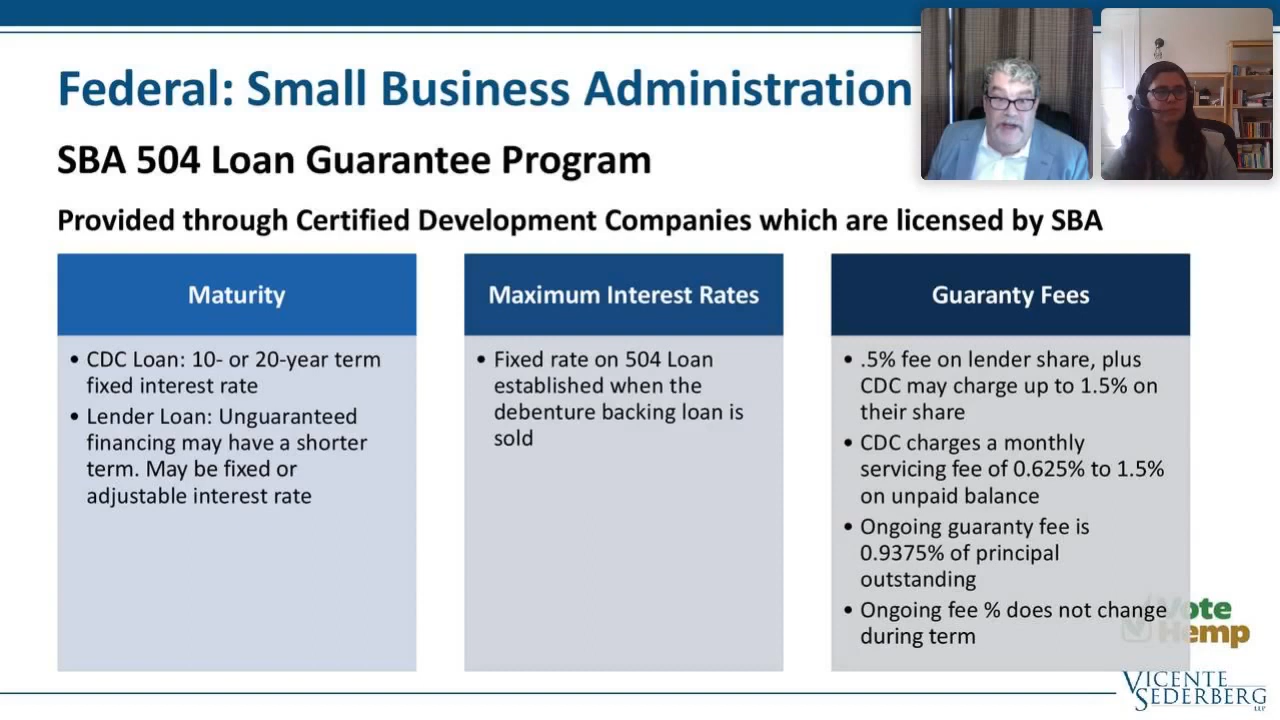 Federal: Small Business Administration
SBA 504 Loan Guarantee Program
Provided through Certified Development Companies which are licensed by SBA
Maturity
• CDC Loan: 10- or 20-year term
fixed interest rate
• Lender Loan: Unguaranteed
financing may have a shorter
term. May be fixed or
adjustable interest rate
Maximum Interest Rates
• Fixed rate on 504 Loan
established when the
debenture backing loan is
sold
Guaranty Fees
• .5% fee on lender share, plus
CDC may charge up to 1.5% on
their share
• CDC charges a monthly
servicing fee of 0.625% to 1.5%
on unpaid balance
• Ongoing guaranty fee is
0.9375% of principal
outstanding
• Ongoing fee % does not change
during term
Vote
Hemp
VICENTE
SEDERBERG
LLP